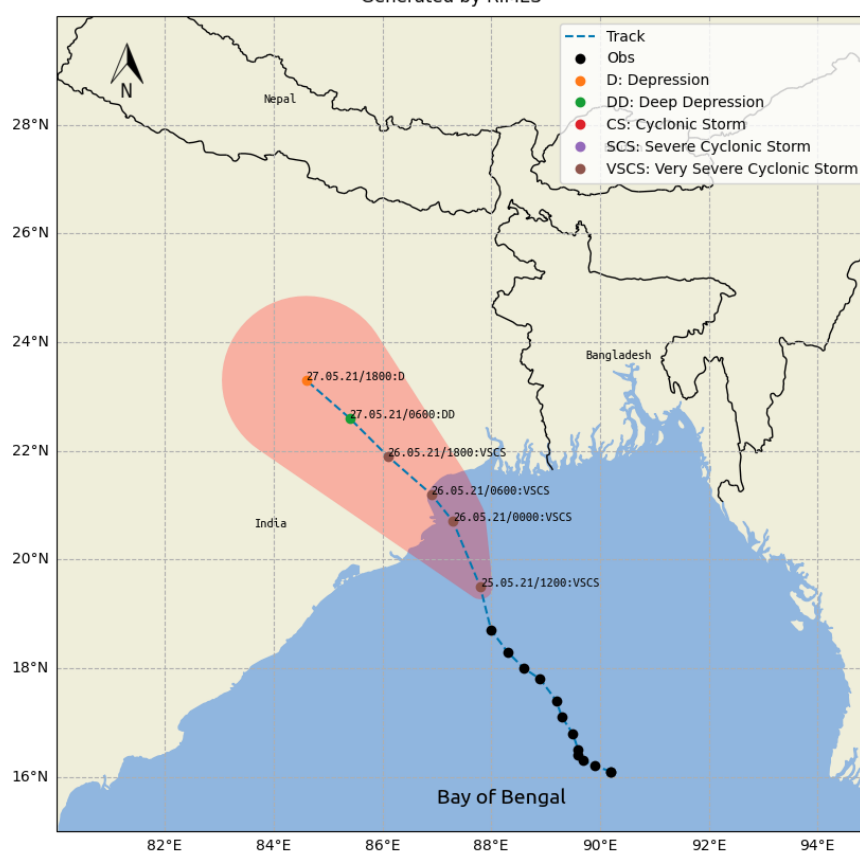 Generated by RIMES
Track
Obs
D: Depression
DD: Deep Depression
CS: Cyclonic Storm
SCS: Severe Cyclonic Storm
VSCS: Very Severe Cyclonic Storm
N
Nepal
28°N
26°N
24°N
Bangladesh
27.05.21/1800:D
27.05.21/0600:DD
22°N
26.05.21/1800:VSCS
26.05.21/0600:VSCS
India
26.05.21/0000:VSCS
20°N
25.05.21/1200:VSCS
18°N
16°N
Bay of Bengal
82°E 84°E 86°E 88°E 90°E 92°E 94°E